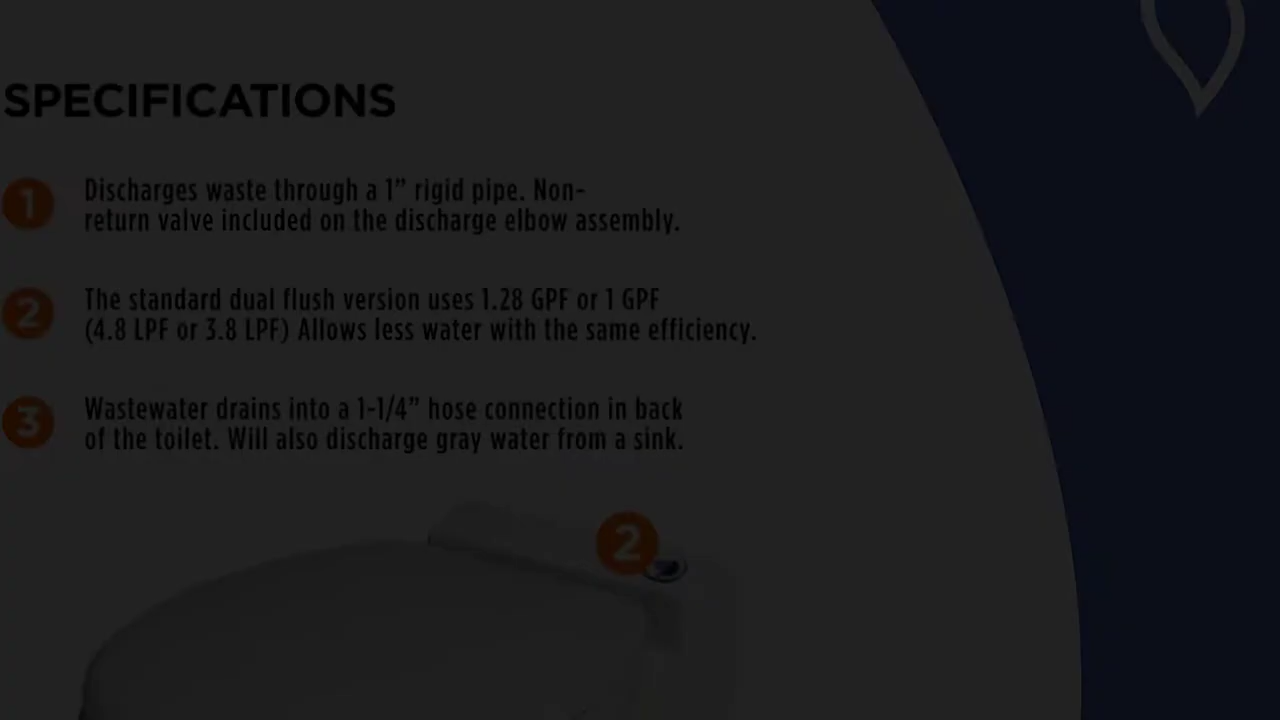 SPECIFICATIONS
1 Discharges waste through a 1” rigid pipe. Non-
return valve included on the discharge elbow assembly.
2 The standard dual flush version uses 1.28 GPF or 1 GPF
(4.8 LPF or 3.8 LPF) Allows less water with the same efficiency.
3 Wastewater drains into a 1-1/4” hose connection in back
of the toilet. Will also discharge gray water from a sink.
2